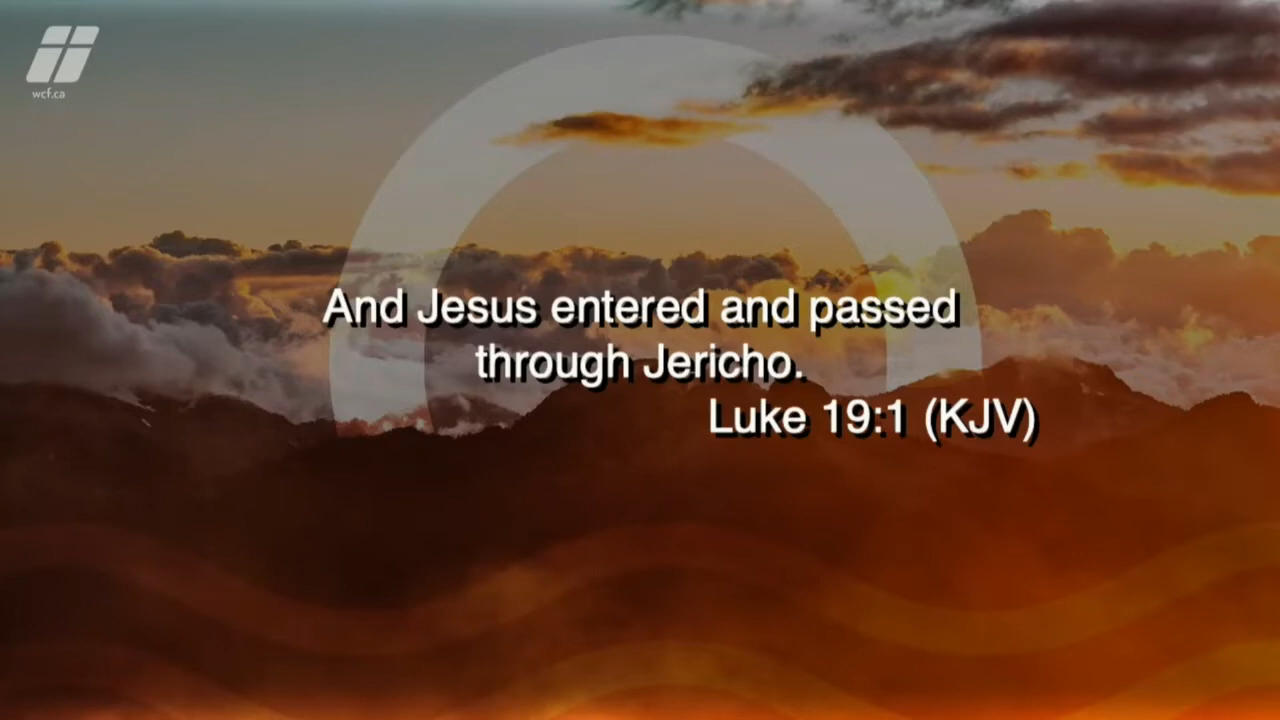 wcf.ca
And Jesus entered and passed
through Jericho.
Luke 19:1 (KJV)